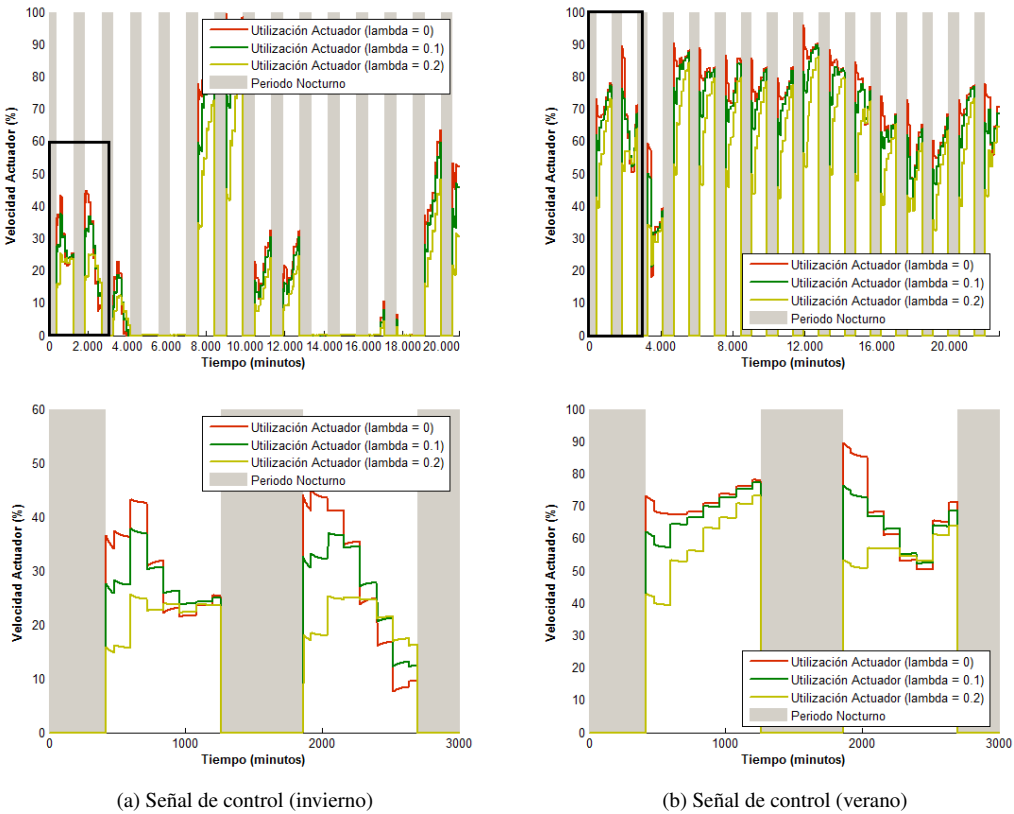 100
90
80
70
60
50
40
30
20
10
0
Velocidad Actuador (%)
Utilización Actuador (lambda = 0)
Utilización Actuador (lambda = 0.1)
Utilización Actuador (lambda = 0.2)
Periodo Nocturno
0 2.000 4.000 6.000 8.000 10.000 12.000 14.000 16.000 18.000 20.000
Tiempo (minutos)
100
90
80
70
60
50
40
30
20
10
0
Velocidad Actuador (%)
Utilización Actuador (lambda = 0)
Utilización Actuador (lambda = 0.1)
Utilización Actuador (lambda = 0.2)
Periodo Nocturno
0 4.000 8.000 12.000 16.000 20.000
Tiempo (minutos)
60
50
40
30
20
10
0
Velocidad Actuador (%)
Utilización Actuador (lambda = 0)
Utilización Actuador (lambda = 0.1)
Utilización Actuador (lambda = 0.2)
Periodo Nocturno
0 1000 2000 3000
Tiempo (minutos)
100
90
80
70
60
50
40
30
20
10
0
Velocidad Actuador (%)
Utilización Actuador (lambda = 0)
Utilización Actuador (lambda = 0.1)
Utilización Actuador (lambda = 0.2)
Periodo Nocturno
0 1000 2000 3000
Tiempo (minutos)
(a) Señal de control (invierno)
(b) Señal de control (verano)